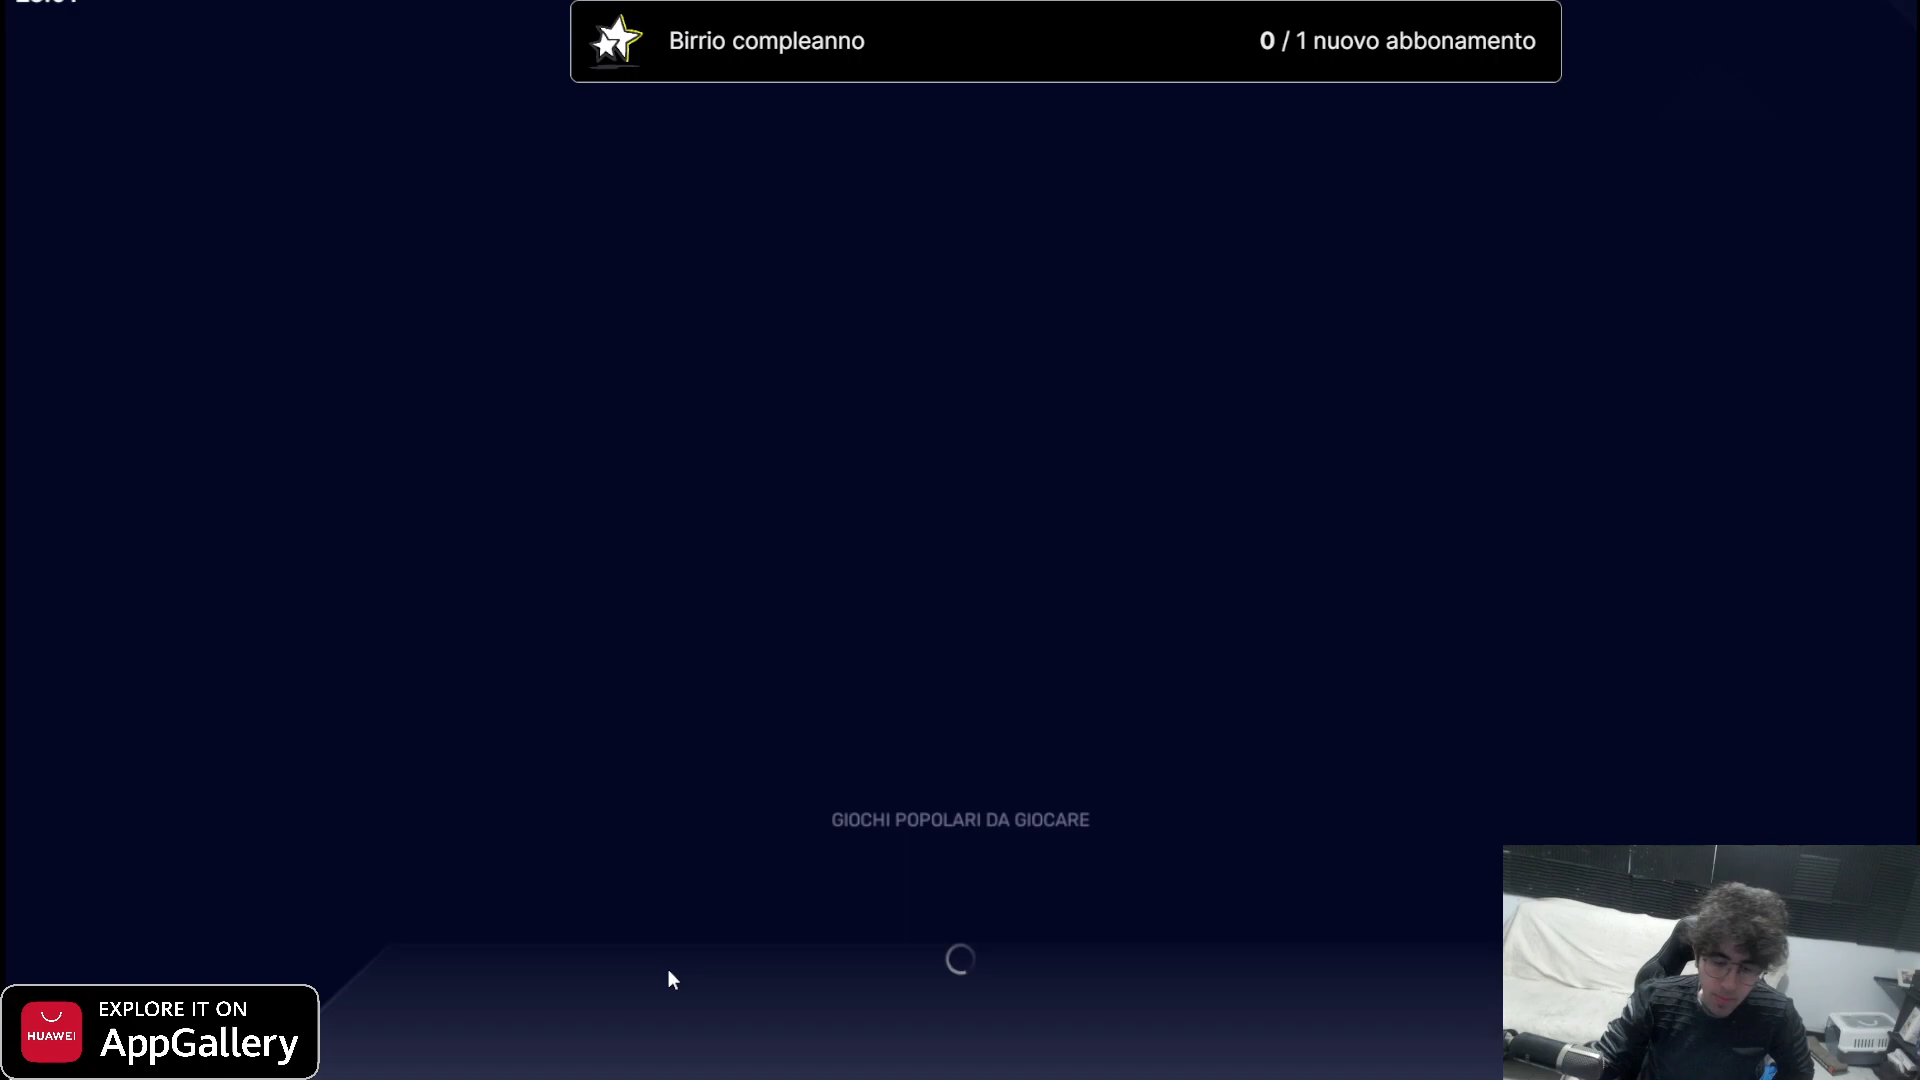 Birrio compleanno
0 / 1 nuovo abbonamento
GIOCHI POPOLARI DA GIOCARE
EXPLORE IT ON
HUAWEI
AppGallery